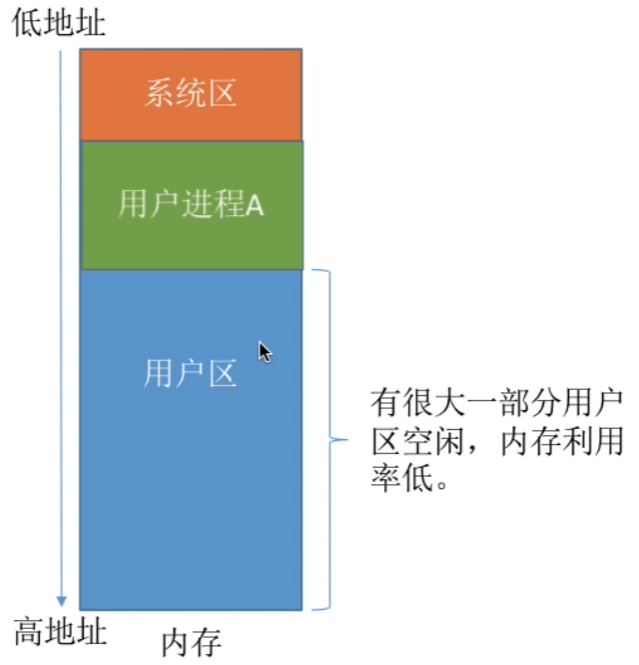 低地址
系统区
用户进程A
用户区
有很大一部分用户
区空闲，内存利用
率低。
高地址
内存